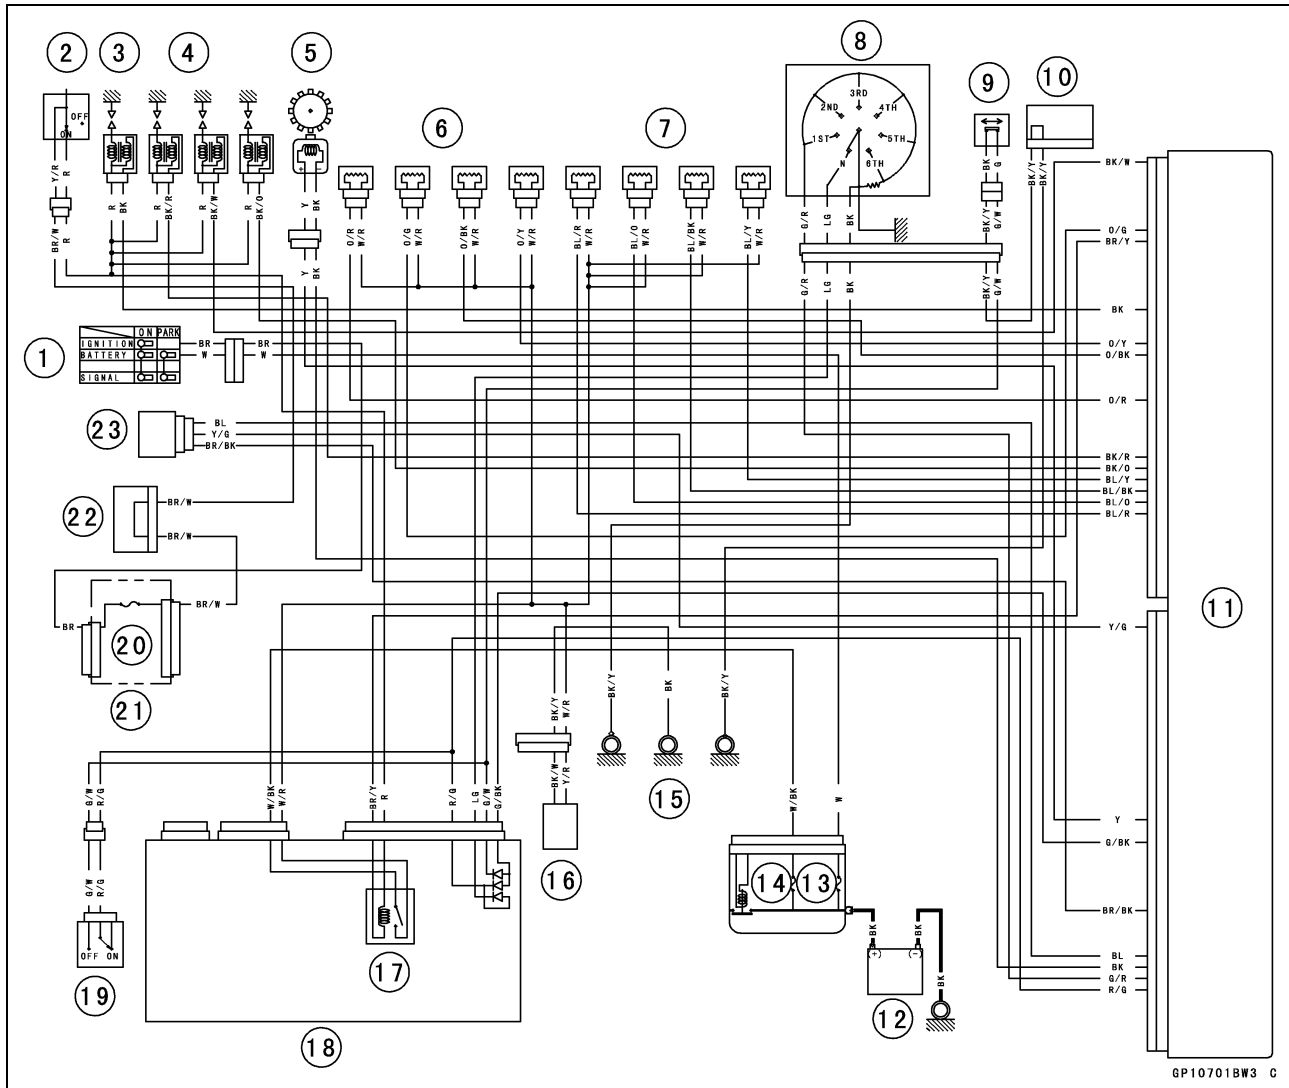 2 3 4 5 6 7 8 9 10
OFF
ON
3RD
2ND 4TH
1ST 5TH
N 6TH
Y/R R
R BK R BK/R R BK/W R BK/O
Y BK
BR/W R
O/R W/R O/G W/R O/BK W/R O/Y W/R BL/R W/R BL/O W/R BL/BK W/R BL/Y W/R
G/R LG BK
BK G BK/Y BK/Y
BK/Y G/W
Y BK
G/R LG BK BK/Y G/W
BK/W
O/G
BR/Y
BK
O/Y
O/BK
O/R
BK/R
BK/O
BL/Y
BL/BK
BL/O
BL/R
Y/G
Y
G/BK
BR/BK
BL
BK
G/R
R/G
11
1
ON PARK
IGNITION
BATTERY
SIGNAL
BR BR
W W
23
BL
Y/G
BR/BK
22
BR/W
BR/W
BR BR/W
20
21
G/W R/G
W/BK W/R BR/Y R R/G LG G/W G/BK
G/W R/G
OFF ON
19
17
18
BK/Y W/R
BK/W Y/R
16
BK/Y BK BK/Y
15
W/BK W
14 13
BK BK
(+) (-)
BK
12
GP10701BW3 C